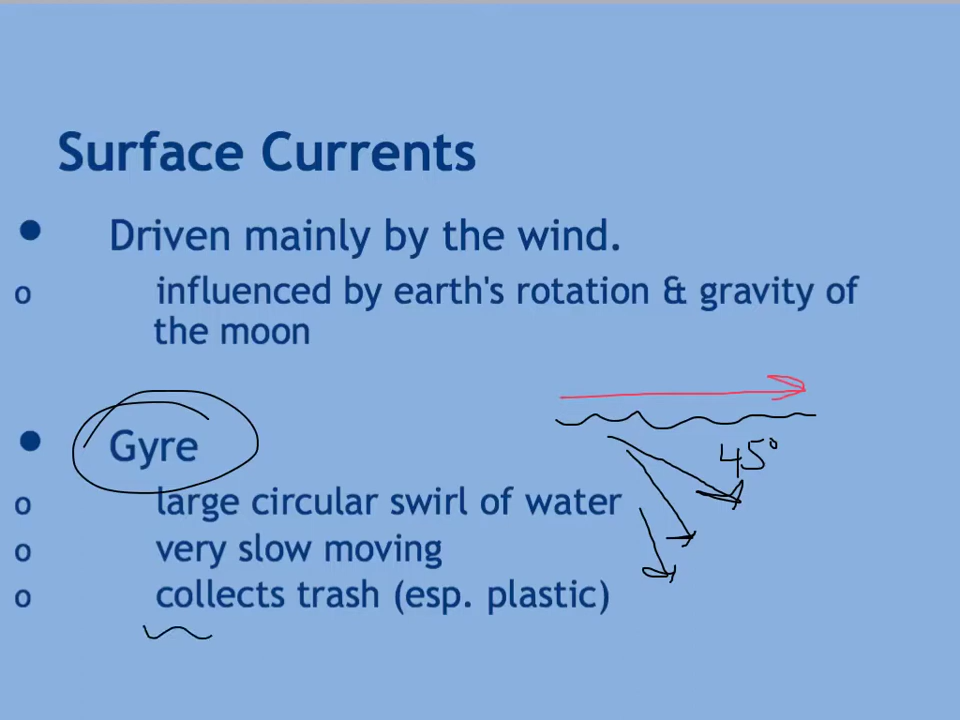 Surface Currents
• Driven mainly by the wind.
o influenced by earth's rotation & gravity of
the moon
• Gyre
45°
o large circular swirl of water
o very slow moving
o collects trash (esp. plastic)